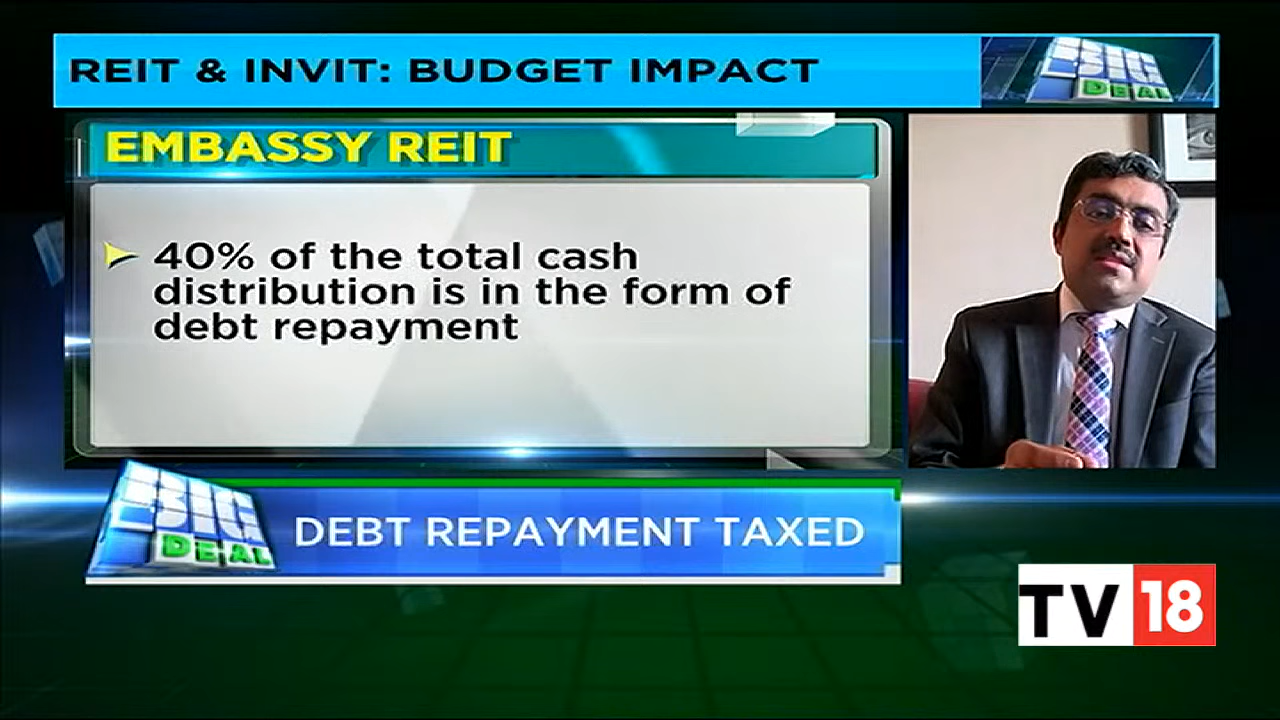 REIT & INVIT: BUDGET IMPACT
BIG
DEAL
EMBASSY REIT
40% of the total cash
distribution is in the form of
debt repayment
BIG
DEAL
DEBT REPAYMENT TAXED
TV18